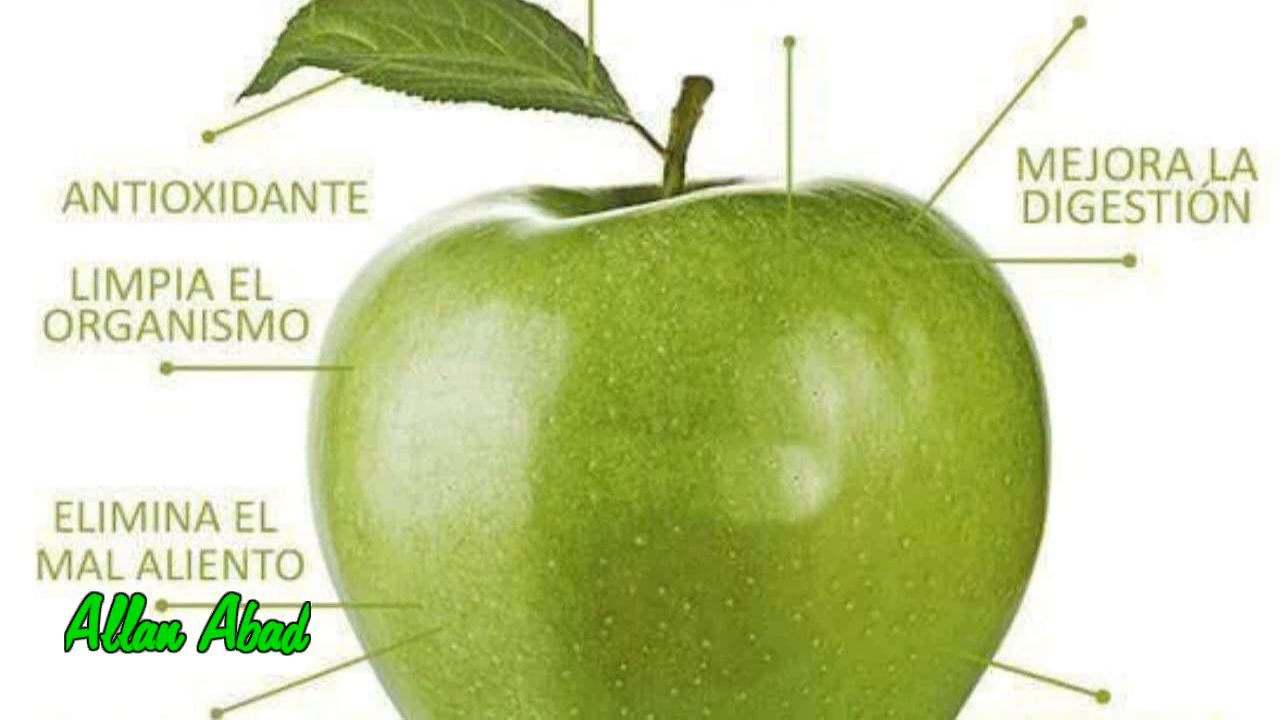 ANTIOXIDANTE
LIMPIA EL
ORGANISMO
ELIMINA EL
MAL ALIENTO
Allan Abad
MEJORA LA
DIGESTIÓN